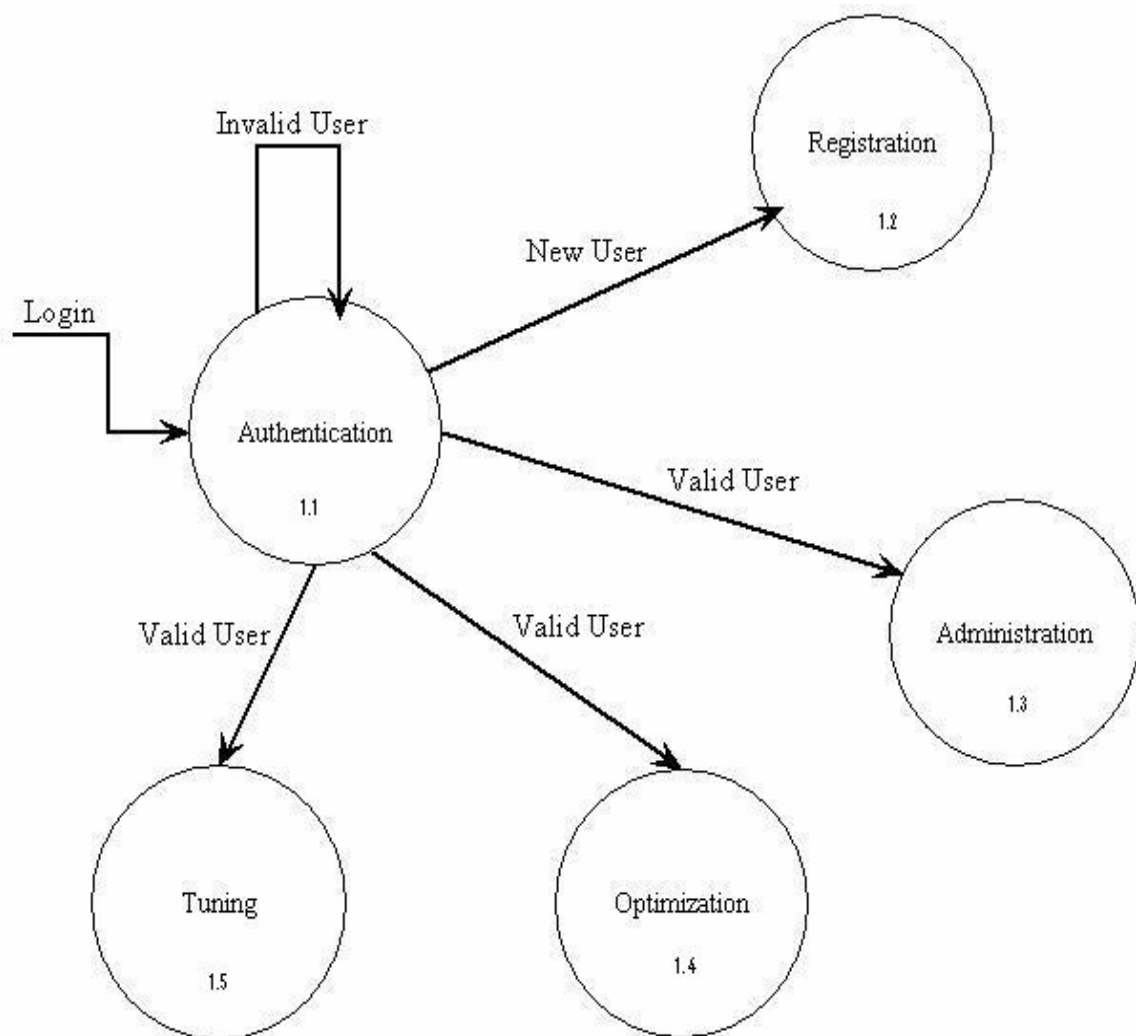 Invalid User
Registration
1.2
New User
Login
Authentication
1.1
Valid User
Administration
1.3
Valid User
Valid User
Tuning
1.5
Optimization
1.4